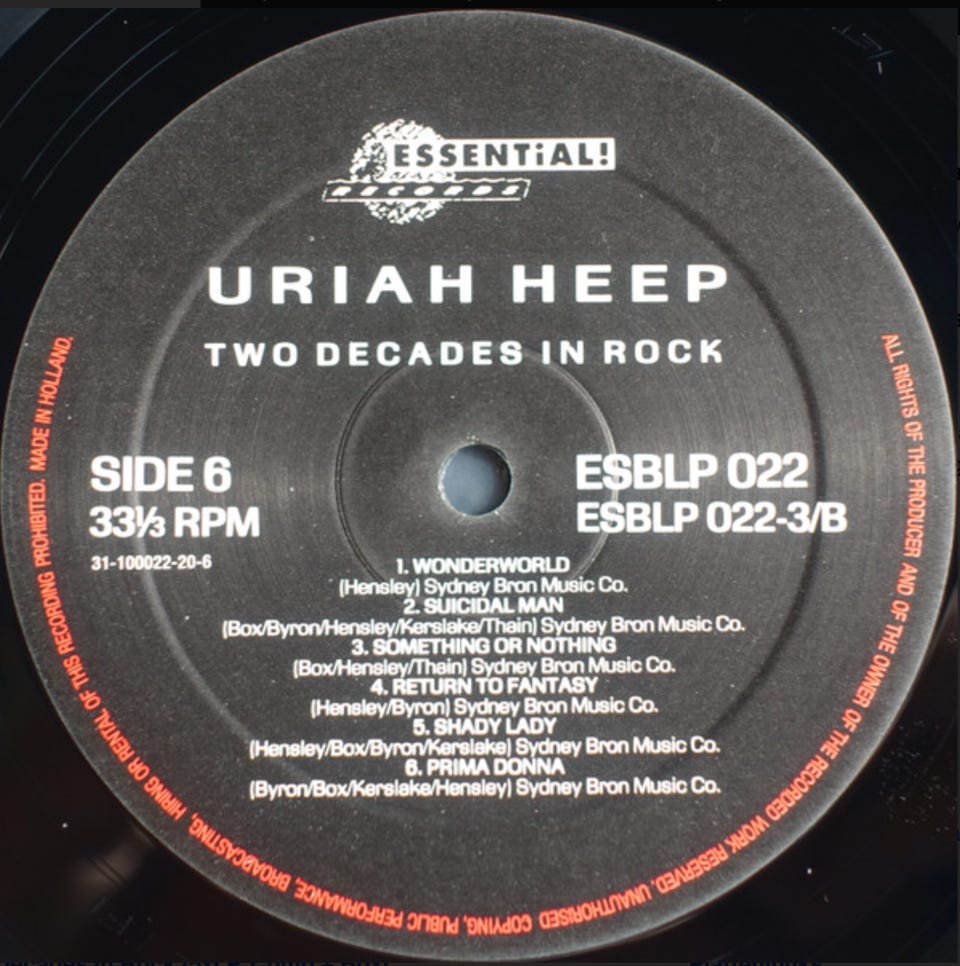 ESSENTiAL!
RECORDS
URIAH HEEP
TWO DECADES IN ROCK
SIDE 6
33⅓ RPM
31-100022-20-6
ESBLP 022
ESBLP 022-3/B
1. WONDERWORLD
(Hensley) Sydney Bron Music Co.
2. SUICIDAL MAN
(Box/Byron/Hensley/Kerslake/Thain) Sydney Bron Music Co.
3. SOMETHING OR NOTHING
(Box/Hensley/Thain) Sydney Bron Music Co.
4. RETURN TO FANTASY
(Hensley/Byron) Sydney Bron Music Co.
5. SHADY LADY
(Hensley/Box/Byron/Kerslake) Sydney Bron Music Co.
6. PRIMA DONNA
(Byron/Box/Kerslake/Hensley) Sydney Bron Music Co.
ALL RIGHTS OF THE PRODUCER AND OF THE OWNER OF THE RECORDED WORK RESERVED. UNAUTHORISED COPYING, PUBLIC PERFORMANCE, BROADCASTING, HIRING OR RENTAL OF THIS RECORDING PROHIBITED. MADE IN HOLLAND.